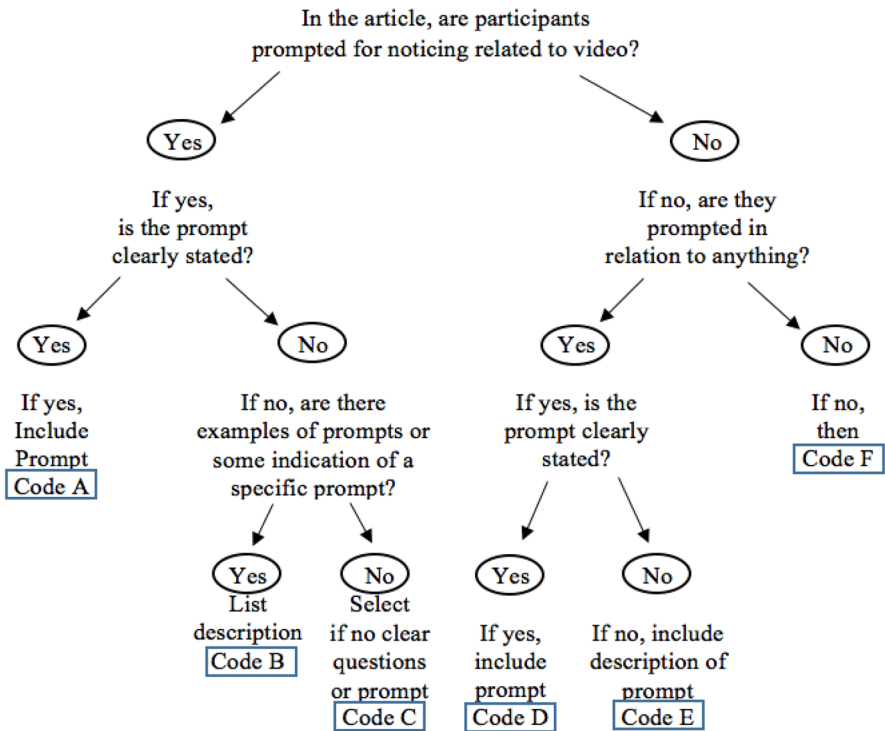 In the article, are participants
prompted for noticing related to video?
Yes
No
If yes,
is the prompt
clearly stated?
If no, are they
prompted in
relation to anything?
Yes
No
Yes
No
If yes,
Include
Prompt
Code A
If no, are there
examples of prompts or
some indication of a
specific prompt?
If yes, is the
prompt clearly
stated?
If no,
then
Code F
Yes
List
description
Code B
No
Select
if no clear
questions
or prompt
Code C
Yes
If yes,
include
prompt
Code D
No
If no, include
description of
prompt
Code E